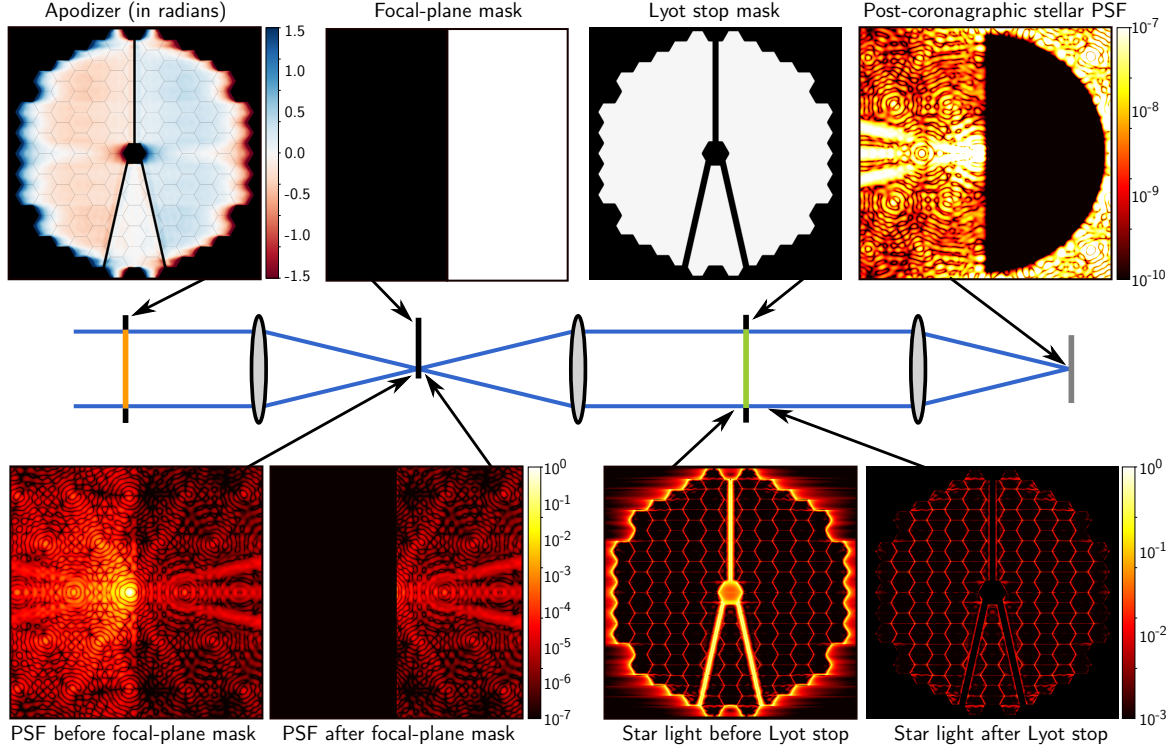 Apodizer (in radians)
Focal-plane mask
Lyot stop mask
Post-coronagraphic stellar PSF
1.5
1.0
0.5
0.0
-0.5
-1.0
-1.5
10^-7
10^-8
10^-9
10^-10
10^0
10^-1
10^-2
10^-3
10^-4
10^-5
10^-6
10^-7
10^0
10^-1
10^-2
10^-3
PSF before focal-plane mask
PSF after focal-plane mask
Star light before Lyot stop
Star light after Lyot stop